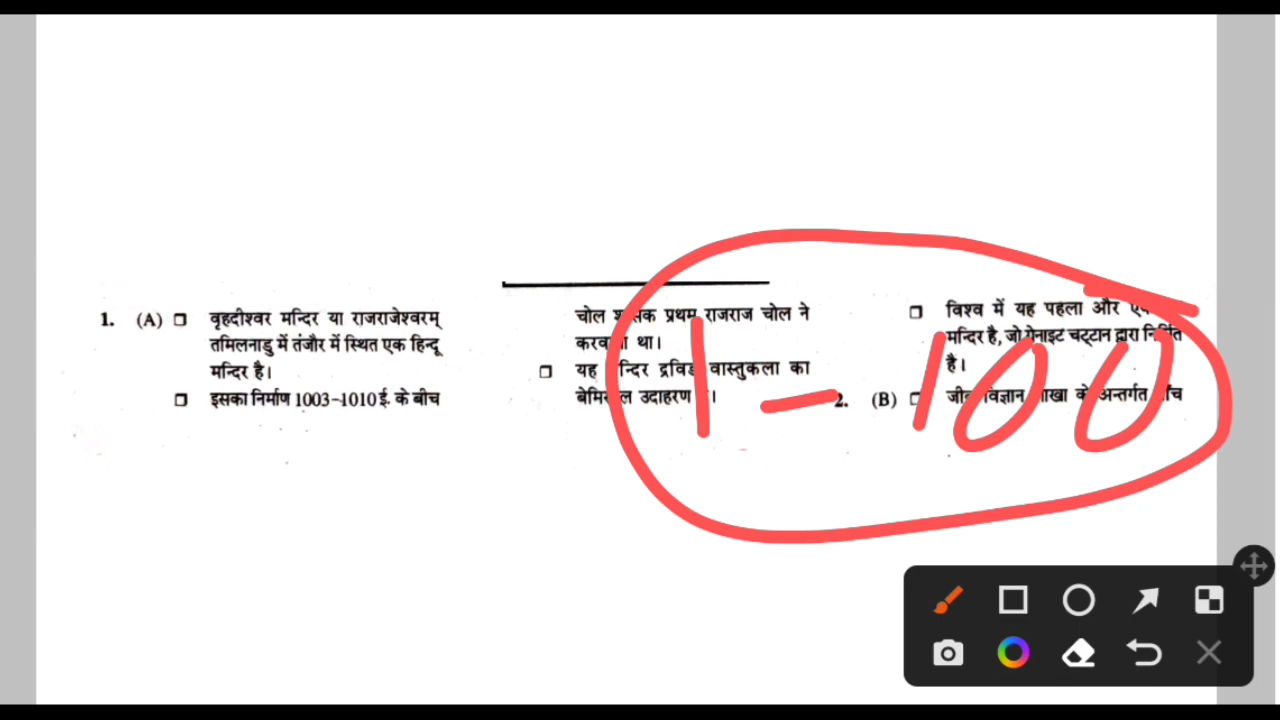 1. (A) वृहदीश्वर मन्दिर या राजराजेश्वरम्
तमिलनाडु में तंजौर में स्थित एक हिन्दू
मन्दिर है।
इसका निर्माण 1003-1010 ई. के बीच
चोल शासक प्रथम राजराज चोल ने
करवाया था।
यह मन्दिर द्रविड़ वास्तुकला का
बेमिसाल उदाहरण है।
विश्व में यह पहला और
मन्दिर है, जो ग्रेनाइट चट्टान द्वारा निर्मित
है।
2. (B) जीव विज्ञान शाखा के अन्तर्गत
1 - 100